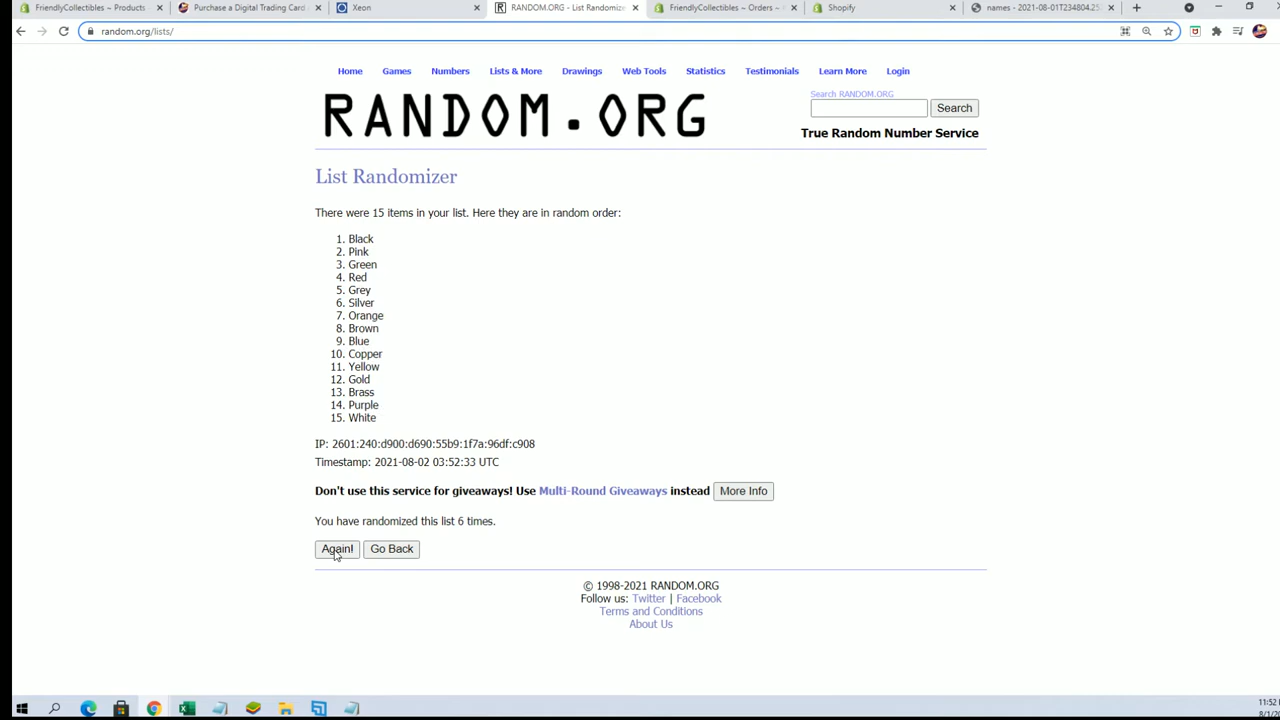 FriendlyCollectibles ~ Products ~
Purchase a Digital Trading Card
Xeon
RANDOM.ORG - List Randomizer
FriendlyCollectibles ~ Orders ~
Shopify
names - 2021-08-01T234804.25
random.org/lists/
Home Games Numbers Lists & More Drawings Web Tools Statistics Testimonials Learn More Login
RANDOM.ORG
Search RANDOM.ORG
Search
True Random Number Service
List Randomizer
There were 15 items in your list. Here they are in random order:
1. Black
2. Pink
3. Green
4. Red
5. Grey
6. Silver
7. Orange
8. Brown
9. Blue
10. Copper
11. Yellow
12. Gold
13. Brass
14. Purple
15. White
IP: 2601:240:d900:d690:55b9:1f7a:96df:c908
Timestamp: 2021-08-02 03:52:33 UTC
Don't use this service for giveaways! Use Multi-Round Giveaways instead More Info
You have randomized this list 6 times.
Again! Go Back
© 1998-2021 RANDOM.ORG
Follow us: Twitter | Facebook
Terms and Conditions
About Us
11:52
8/1/20